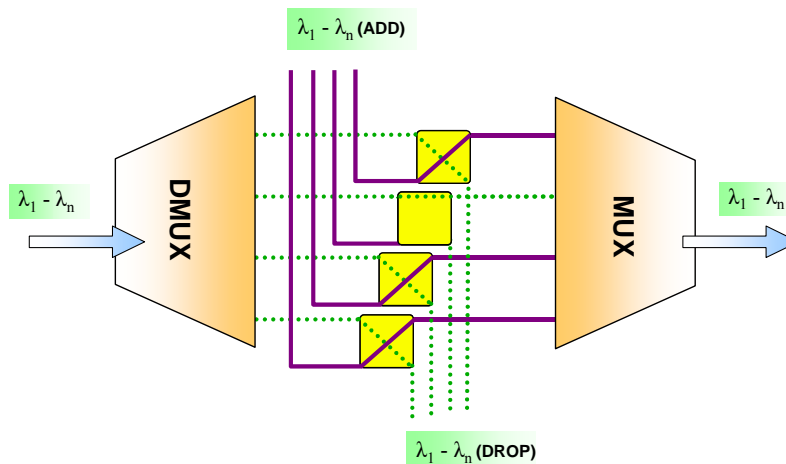 λ₁ - λₙ (ADD)
DMUX
MUX
λ₁ - λₙ
λ₁ - λₙ
λ₁ - λₙ (DROP)